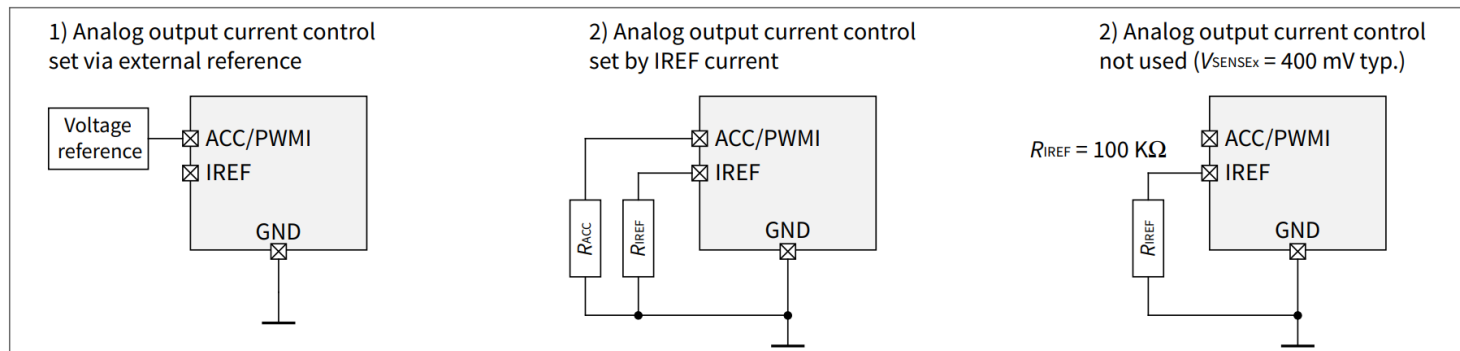 1) Analog output current control
set via external reference
Voltage
reference
ACC/PWMI
IREF
GND
2) Analog output current control
set by IREF current
ACC/PWMI
IREF
RACC
RIREF
GND
2) Analog output current control
not used (VSENSEx = 400 mV typ.)
RIREF = 100 KΩ
ACC/PWMI
IREF
RIREF
GND